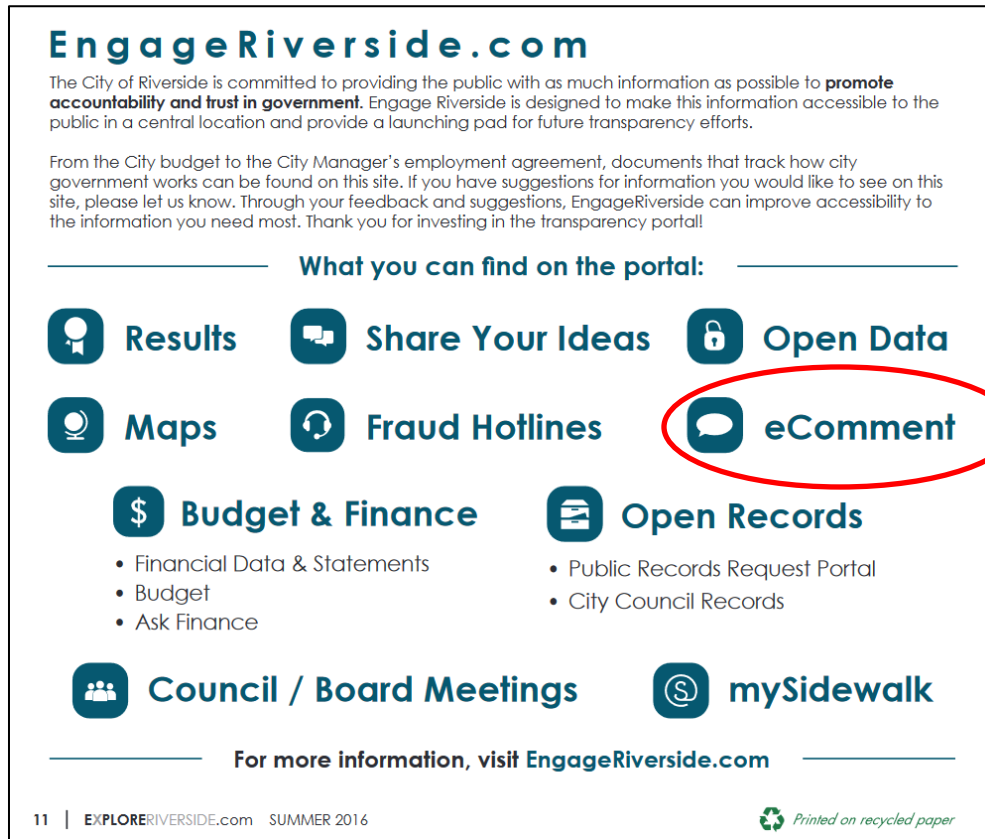 EngageRiverside.com
The City of Riverside is committed to providing the public with as much information as possible to promote
accountability and trust in government. Engage Riverside is designed to make this information accessible to the
public in a central location and provide a launching pad for future transparency efforts.
From the City budget to the City Manager's employment agreement, documents that track how city
government works can be found on this site. If you have suggestions for information you would like to see on this
site, please let us know. Through your feedback and suggestions, EngageRiverside can improve accessibility to
the information you need most. Thank you for investing in the transparency portal!
What you can find on the portal:
Results Share Your Ideas Open Data
Maps Fraud Hotlines eComment
$ Budget & Finance
• Financial Data & Statements
• Budget
• Ask Finance
Open Records
• Public Records Request Portal
• City Council Records
Council / Board Meetings S mySidewalk
For more information, visit EngageRiverside.com
11 | EXPLORERIVERSIDE.com SUMMER 2016 Printed on recycled paper